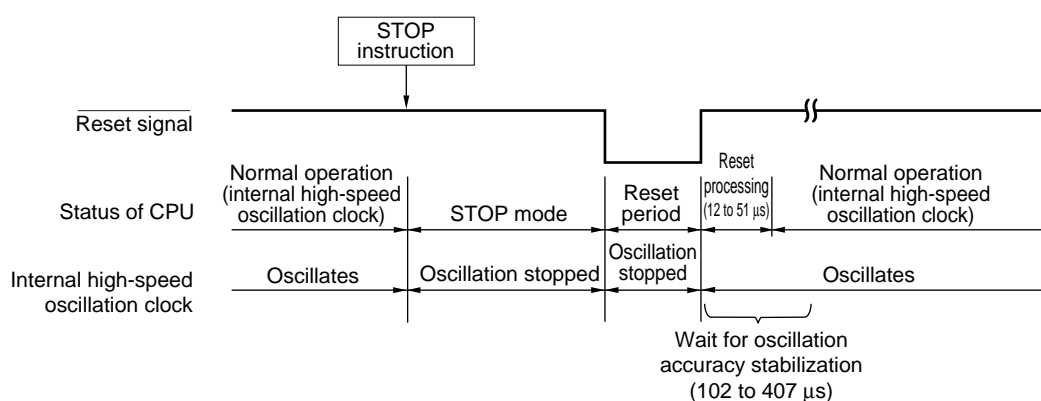 STOP
instruction
Reset signal
Status of CPU
Normal operation
(internal high-speed
oscillation clock)
STOP mode
Reset
period
Reset
processing
(12 to 51 μs)
Normal operation
(internal high-speed
oscillation clock)
Internal high-speed
oscillation clock
Oscillates
Oscillation stopped
Oscillation
stopped
Oscillates
Wait for oscillation
accuracy stabilization
(102 to 407 μs)